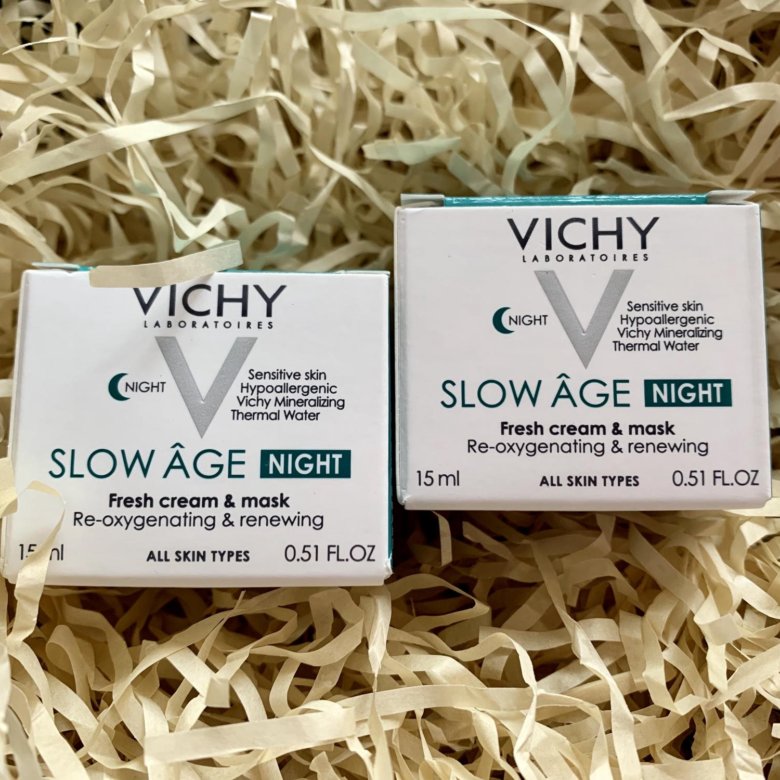 VICHY
LABORATOIRES
NIGHT
Sensitive skin
Hypoallergenic
Vichy Mineralizing
Thermal Water
SLOW ÂGE NIGHT
Fresh cream & mask
Re-oxygenating & renewing
15 ml ALL SKIN TYPES 0.51 FL.OZ
VICHY
LABORATOIRES
NIGHT
Sensitive skin
Hypoallergenic
Vichy Mineralizing
Thermal Water
SLOW ÂGE NIGHT
Fresh cream & mask
Re-oxygenating & renewing
15 ml ALL SKIN TYPES 0.51 FL.OZ